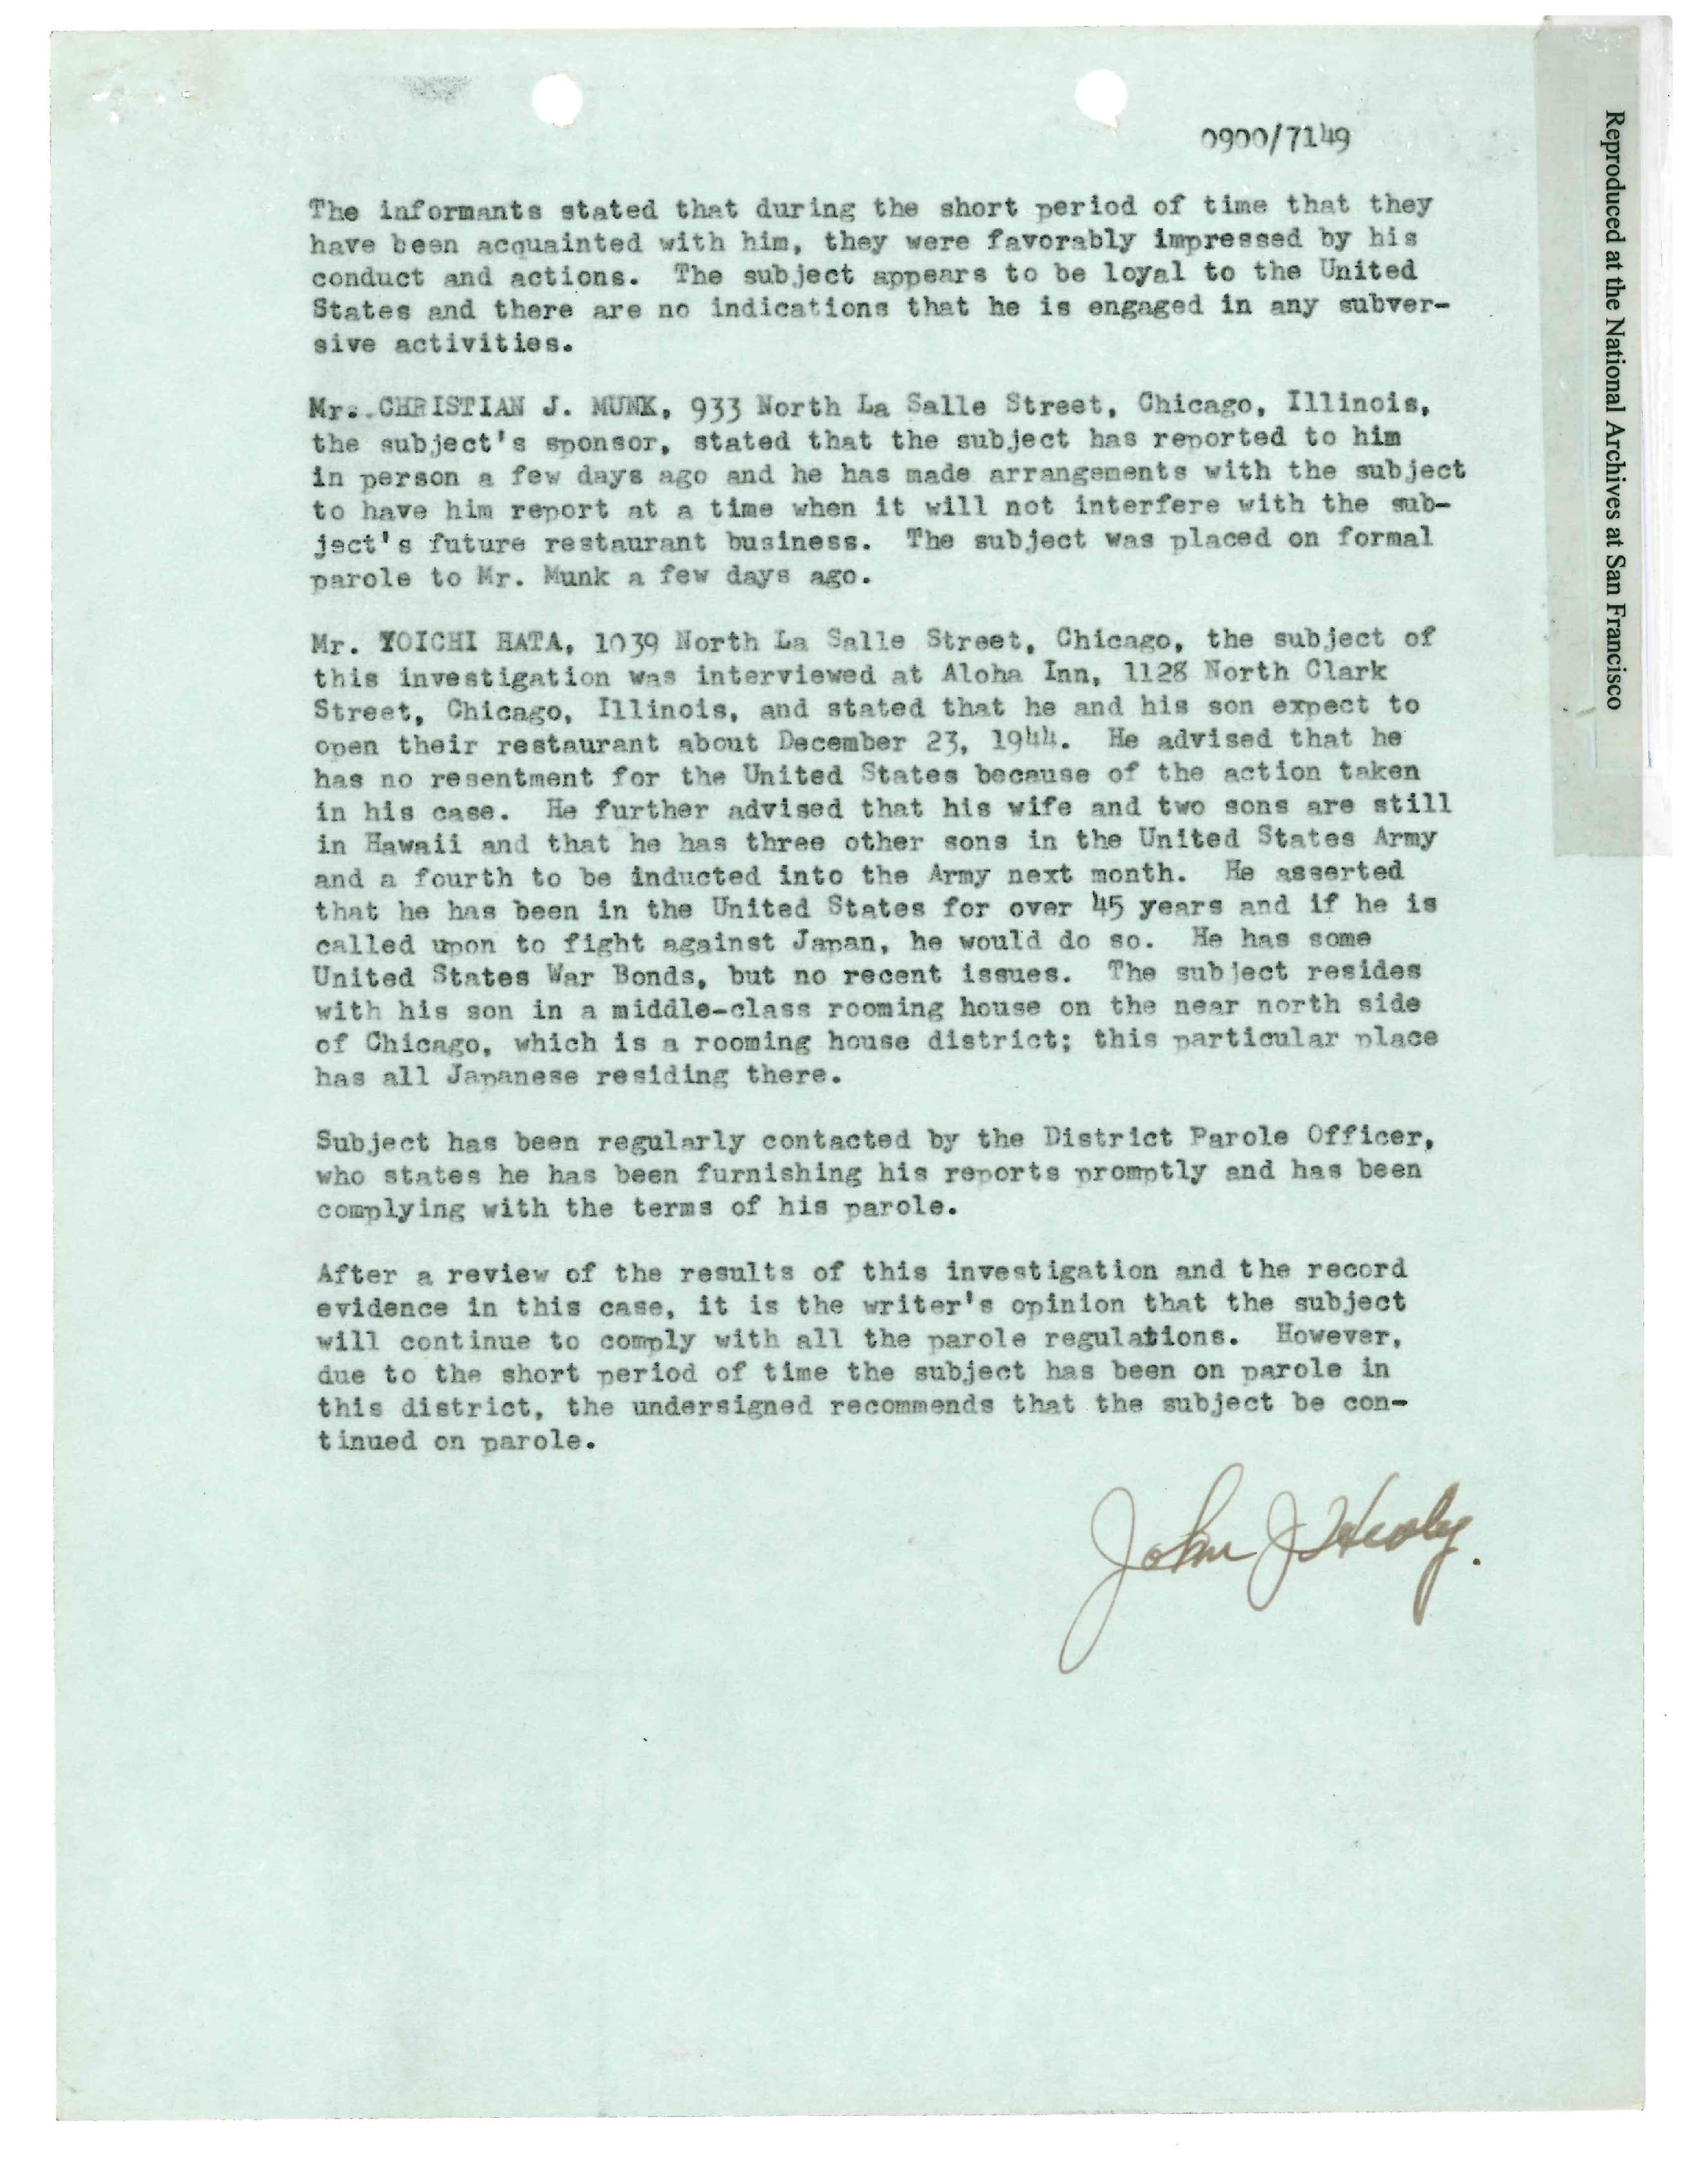 0900/7149
The informants stated that during the short period of time that they
have been acquainted with him, they were favorably impressed by his
conduct and actions. The subject appears to be loyal to the United
States and there are no indications that he is engaged in any subver-
sive activities.
Mr. CHRISTIAN J. MUNK, 933 North La Salle Street, Chicago, Illinois,
the subject's sponsor, stated that the subject has reported to him
in person a few days ago and he has made arrangements with the subject
to have him report at a time when it will not interfere with the sub-
ject's future restaurant business. The subject was placed on formal
parole to Mr. Munk a few days ago.
Mr. YOICHI HATA, 1039 North La Salle Street, Chicago, the subject of
this investigation was interviewed at Aloha Inn, 1128 North Clark
Street, Chicago, Illinois, and stated that he and his son expect to
open their restaurant about December 23, 1944. He advised that he
has no resentment for the United States because of the action taken
in his case. He further advised that his wife and two sons are still
in Hawaii and that he has three other sons in the United States Army
and a fourth to be inducted into the Army next month. He asserted
that he has been in the United States for over 45 years and if he is
called upon to fight against Japan, he would do so. He has some
United States War Bonds, but no recent issues. The subject resides
with his son in a middle-class rooming house on the near north side
of Chicago, which is a rooming house district; this particular place
has all Japanese residing there.
Subject has been regularly contacted by the District Parole Officer,
who states he has been furnishing his reports promptly and has been
complying with the terms of his parole.
After a review of the results of this investigation and the record
evidence in this case, it is the writer's opinion that the subject
will continue to comply with all the parole regulations. However,
due to the short period of time the subject has been on parole in
this district, the undersigned recommends that the subject be con-
tinued on parole.
John J Healy.
Reproduced at the National Archives at San Francisco